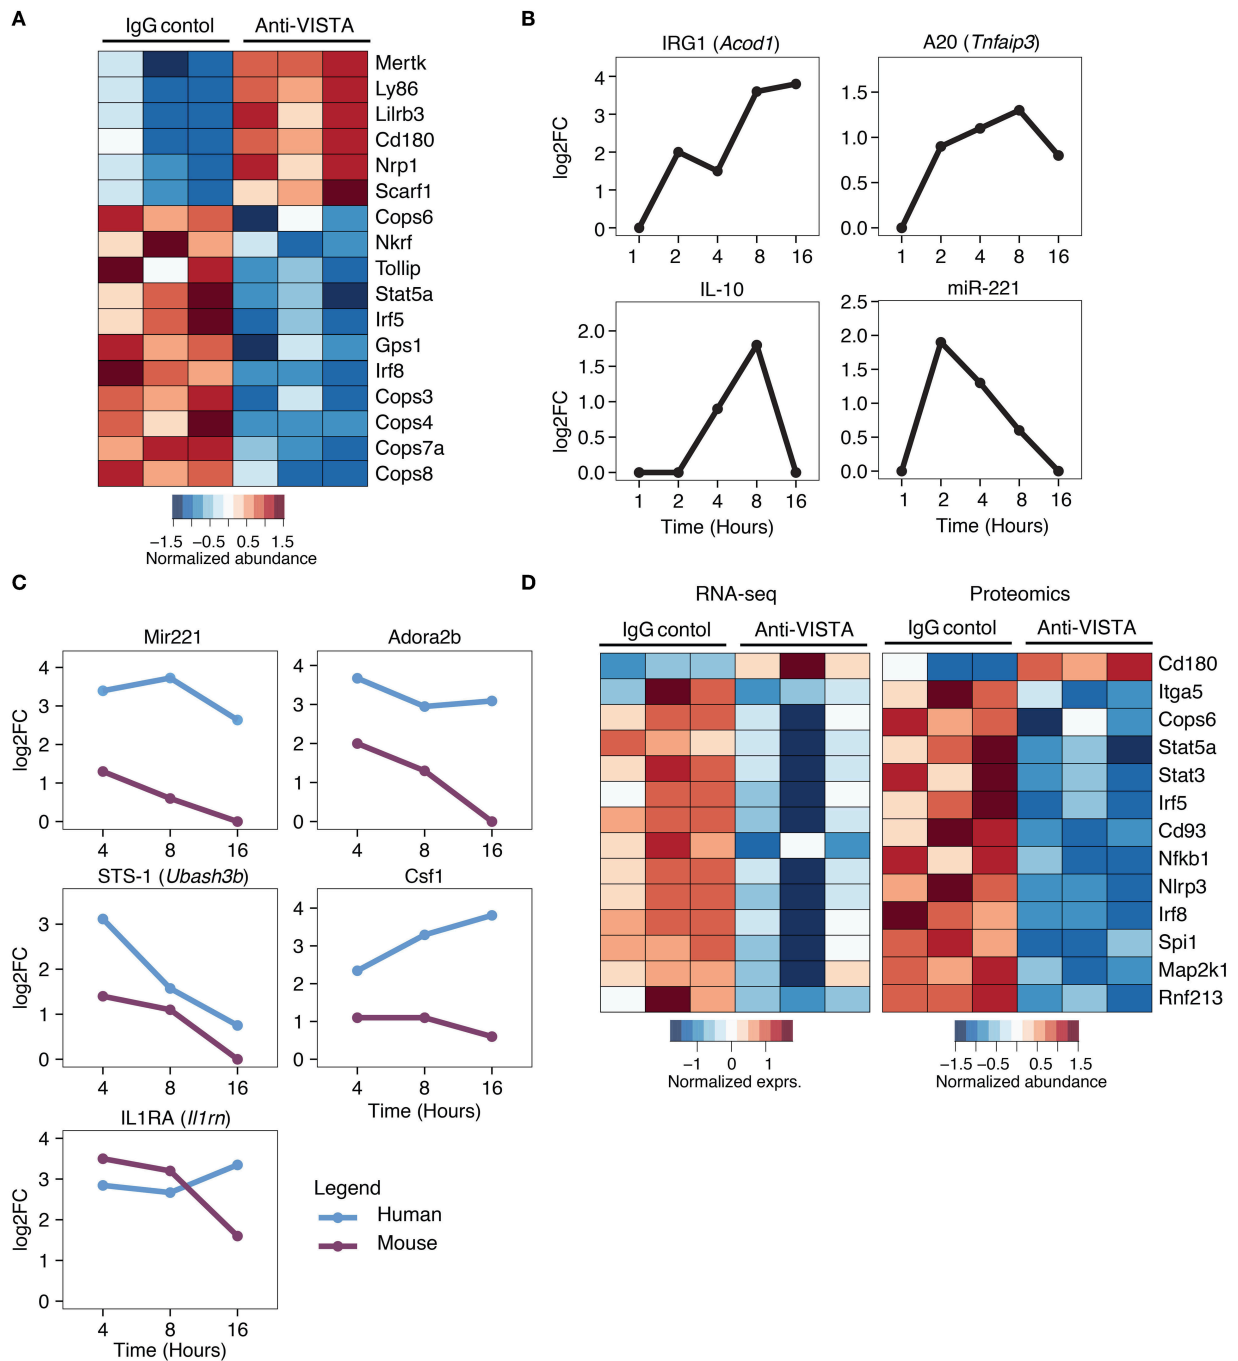 A
IgG contol Anti-VISTA
Mertk
Ly86
Lilrb3
Cd180
Nrp1
Scarf1
Cops6
Nkrf
Tollip
Stat5a
Irf5
Gps1
Irf8
Cops3
Cops4
Cops7a
Cops8
−1.5 −0.5 0.5 1.5
Normalized abundance
B
IRG1 (Acod1)
log2FC
4
3
2
1
0
1 2 4 8 16
A20 (Tnfaip3)
1.5
1.0
0.5
0.0
1 2 4 8 16
IL-10
log2FC
2.0
1.5
1.0
0.5
0.0
1 2 4 8 16
Time (Hours)
miR-221
2.5
2.0
1.5
1.0
0.5
0.0
1 2 4 8 16
Time (Hours)
C
Mir221
log2FC
4
3
2
1
0
4 8 16
Adora2b
4
3
2
1
0
4 8 16
STS-1 (Ubash3b)
log2FC
3
2
1
0
4 8 16
Csf1
4
3
2
1
0
4 8 16
Time (Hours)
IL1RA (Il1rn)
log2FC
4
3
2
1
0
4 8 16
Time (Hours)
Legend
Human
Mouse
D
RNA-seq Proteomics
IgG contol Anti-VISTA IgG contol Anti-VISTA
Cd180
Itga5
Cops6
Stat5a
Stat3
Irf5
Cd93
Nfkb1
Nlrp3
Irf8
Spi1
Map2k1
Rnf213
−1 0 1
Normalized exprs.
−1.5 −0.5 0.5 1.5
Normalized abundance